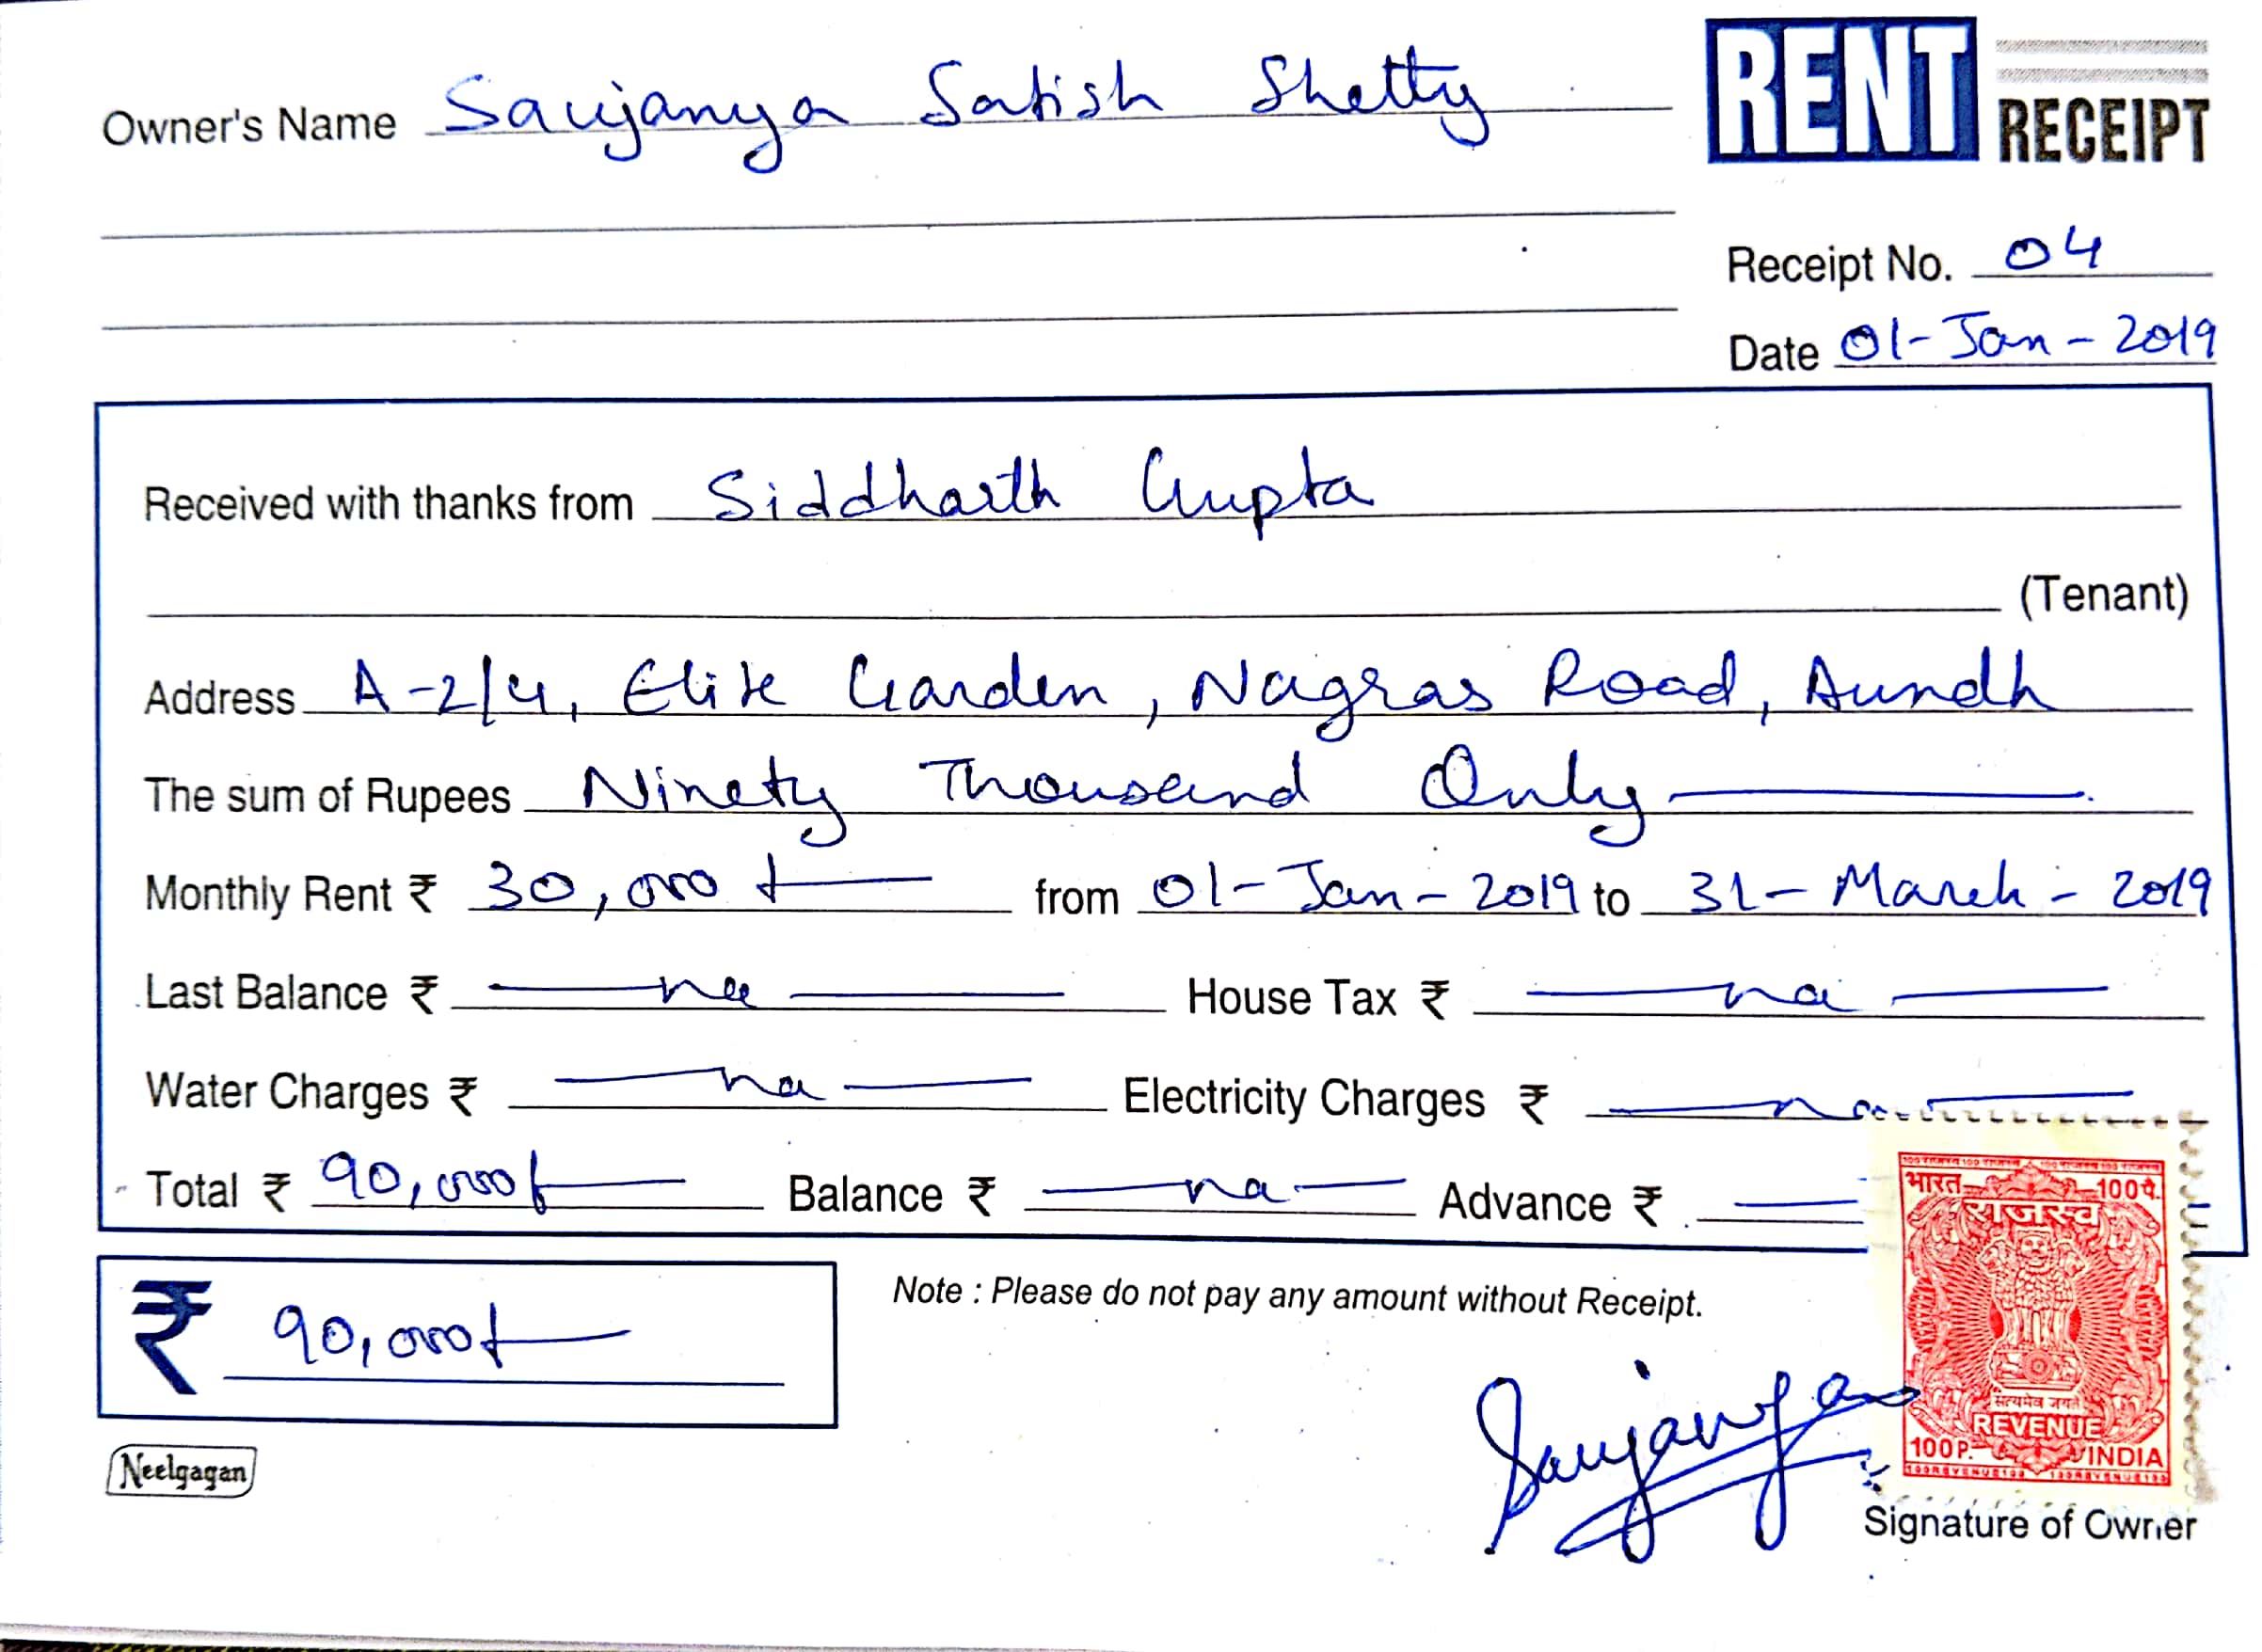 Owner's Name Saujanya Satish Shetty
RENT RECEIPT
Receipt No. 04
Date 01-Jan-2019
Received with thanks from Siddharth Gupta
(Tenant)
Address A-2/4, Elite Garden, Nagras Road, Aundh
The sum of Rupees Ninety Thousand Only
Monthly Rent ₹ 30,000/- from 01-Jan-2019 to 31-March-2019
Last Balance ₹ na House Tax ₹ na
Water Charges ₹ na Electricity Charges ₹ na
Total ₹ 90,000/- Balance ₹ na Advance ₹
भारत 100पै.
राजस्व
₹ 90,000/-
Note : Please do not pay any amount without Receipt.
Saujanya
सत्यमेव जयते
REVENUE
100P. INDIA
Neelgagan
Signature of Owner